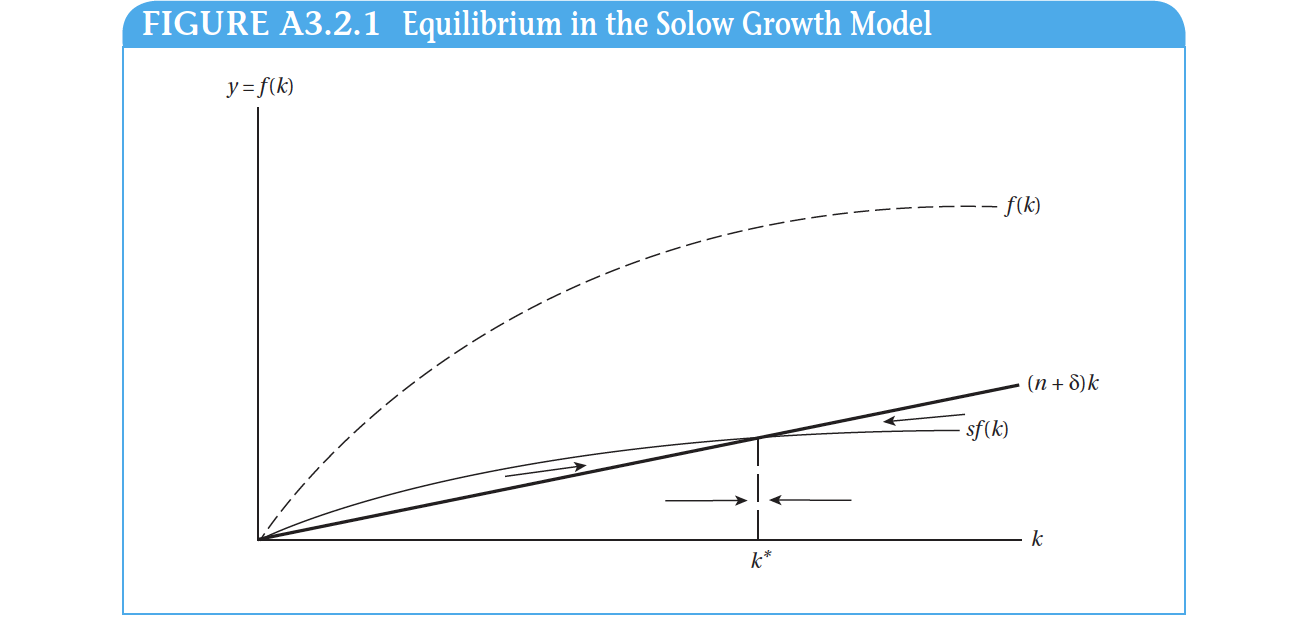 FIGURE A3.2.1 Equilibrium in the Solow Growth Model
y = f(k)
f(k)
(n + δ)k
sf(k)
k
k*